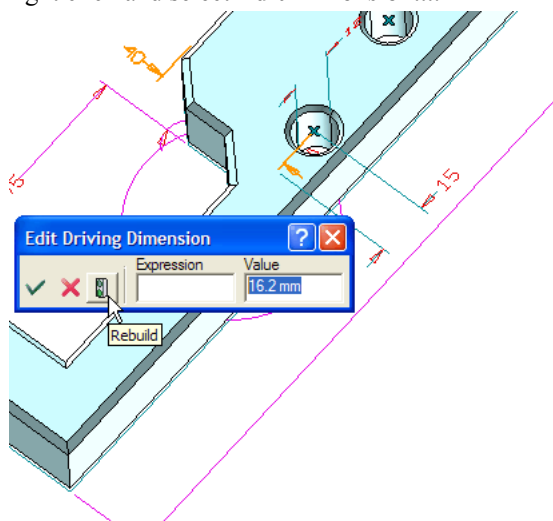 40
15
Edit Driving Dimension
Expression Value
16.2 mm
Rebuild